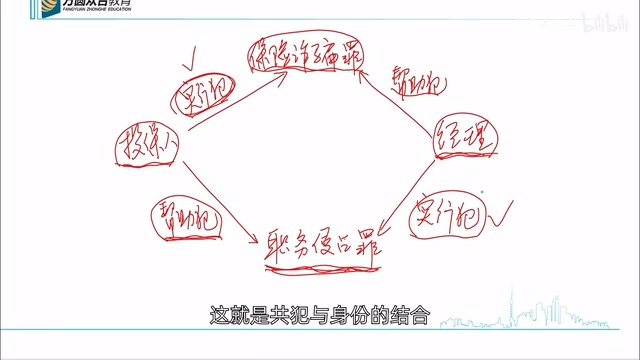 方圆众合教育
FANGYUAN ZHONGHE EDUCATION
bilibili
保险诈骗罪
实行犯
帮助犯
投保人
经理
帮助犯
实行犯
职务侵占罪
这就是共犯与身份的结合